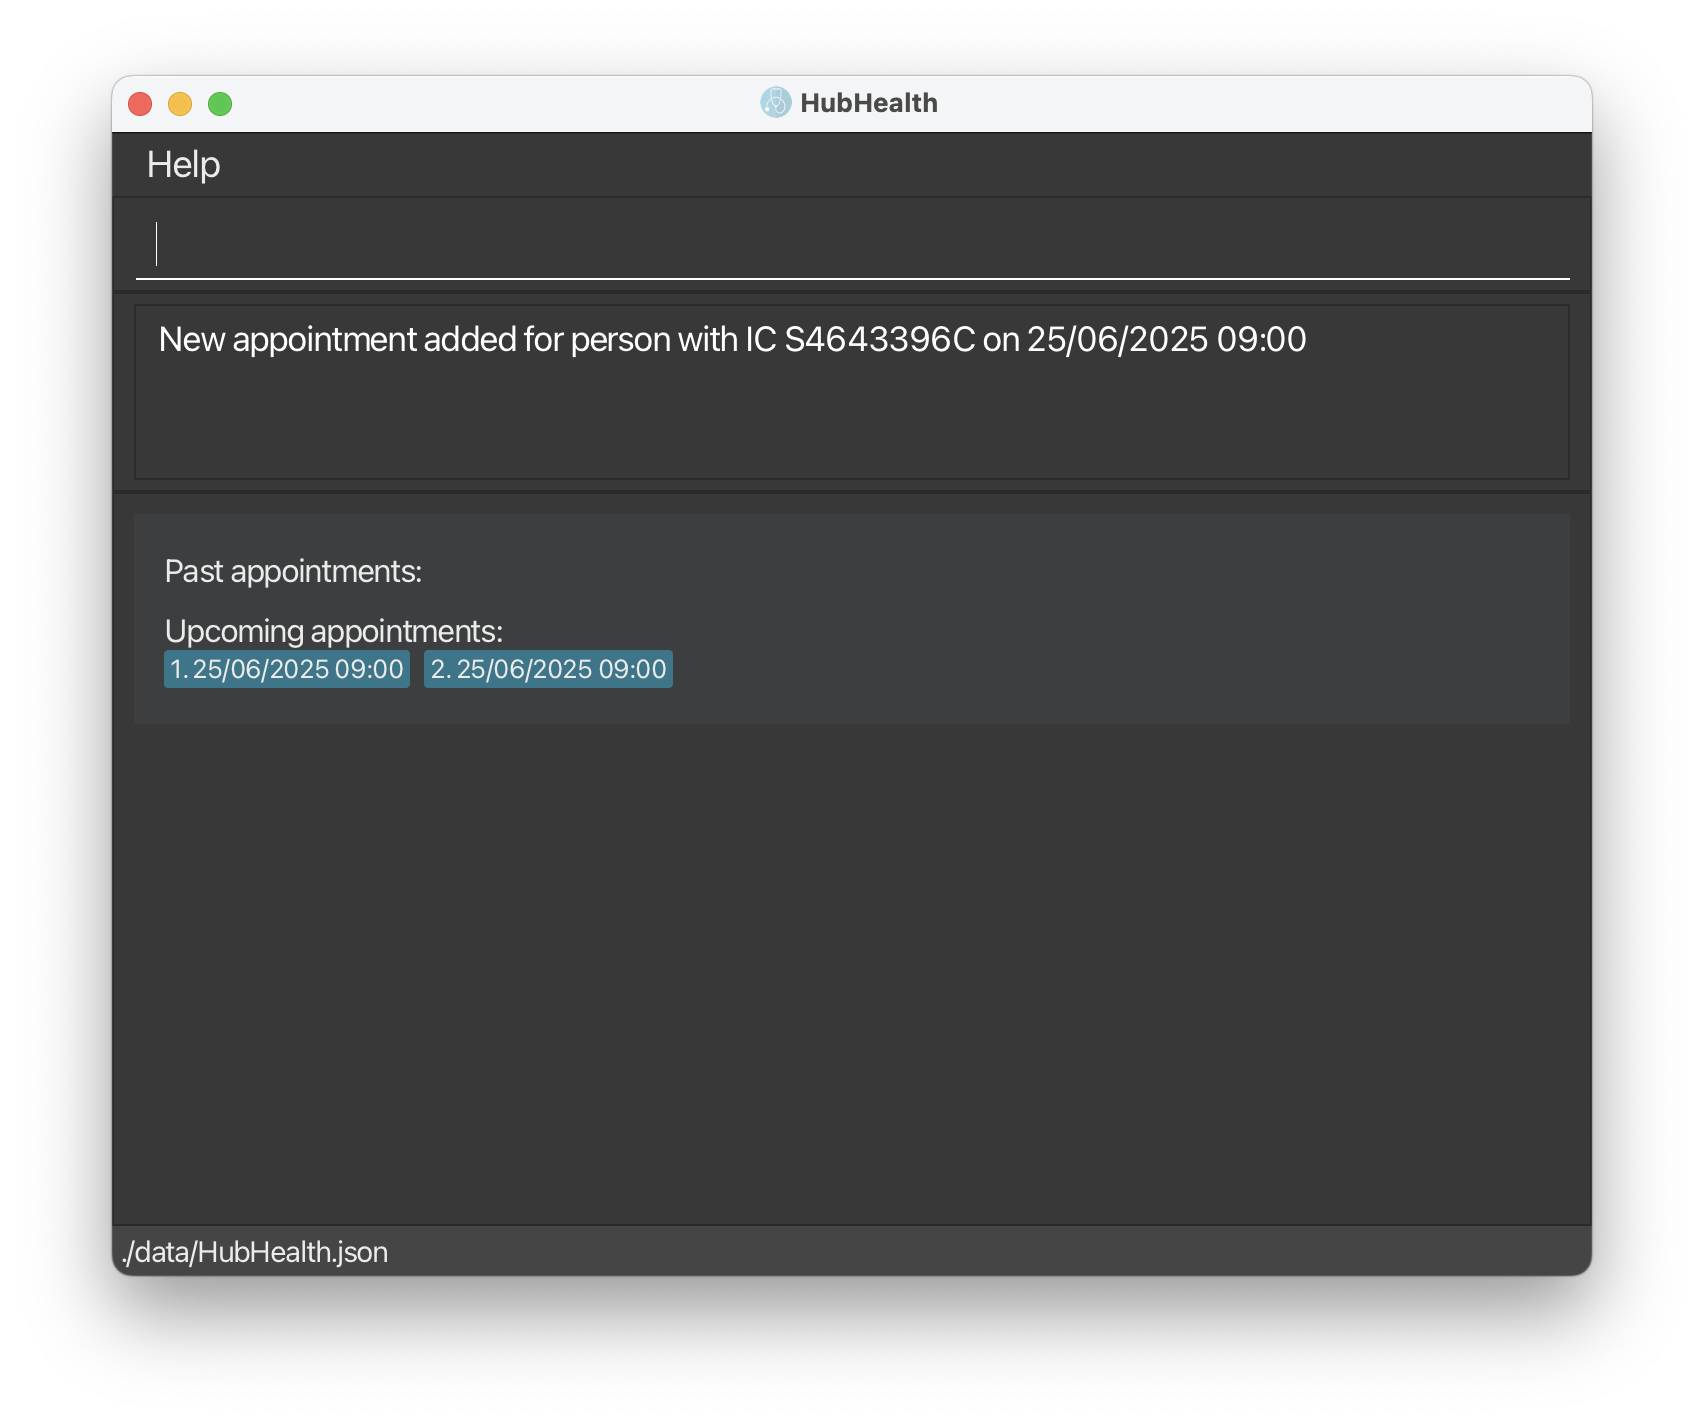 HubHealth
Help
New appointment added for person with IC S4643396C on 25/06/2025 09:00
Past appointments:
Upcoming appointments:
1. 25/06/2025 09:00 2. 25/06/2025 09:00
./data/HubHealth.json